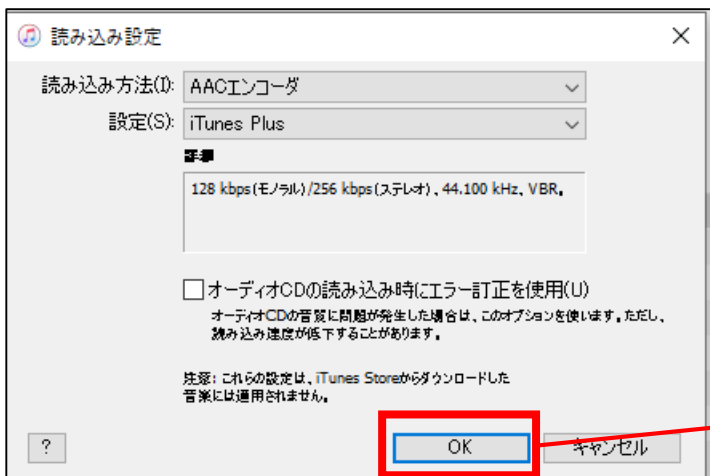 読み込み設定
読み込み方法(I): AACエンコーダ
設定(S): iTunes Plus
詳細
128 kbps(モノラル)/256 kbps(ステレオ)、44.100 kHz、VBR。
オーディオCDの読み込み時にエラー訂正を使用(U)
オーディオCDの音質に問題が発生した場合は、このオプションを使います。ただし、
読み込み速度が低下することがあります。
注意: これらの設定は、iTunes Storeからダウンロードした
音楽には適用されません。
? OK キャンセル